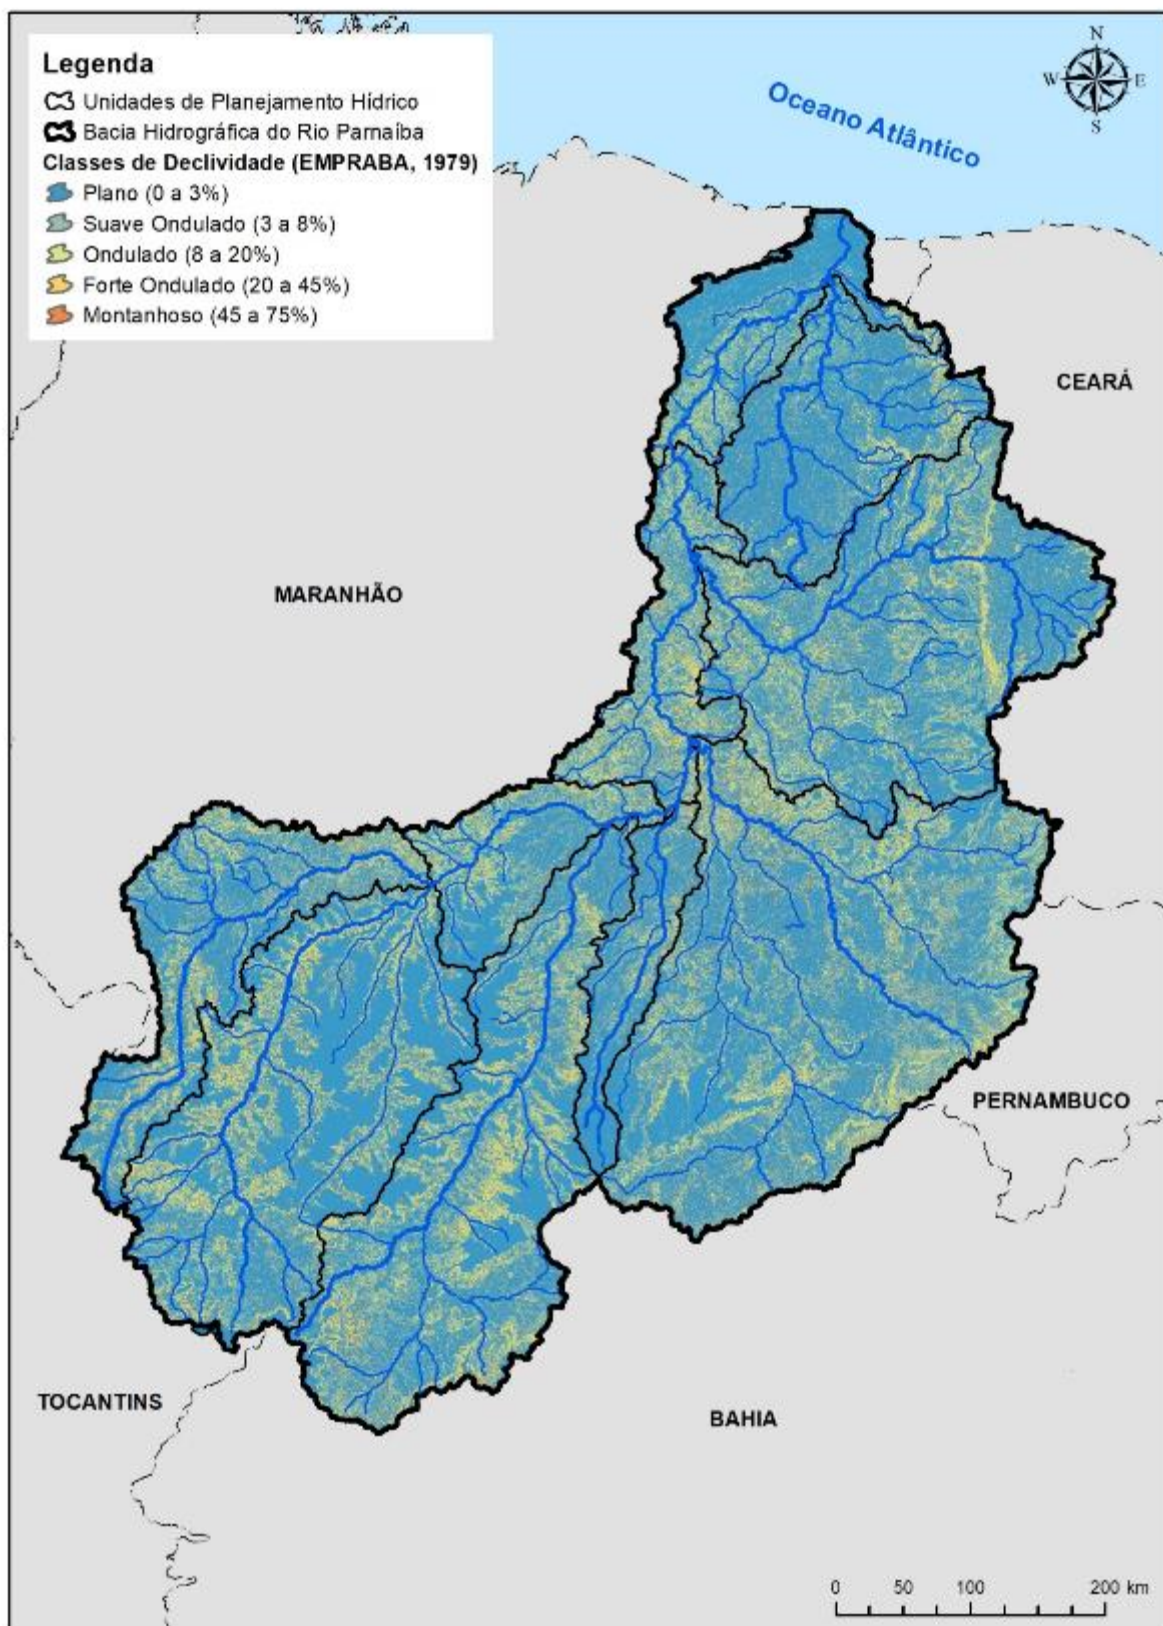 Legenda
Unidades de Planejamento Hídrico
Bacia Hidrográfica do Rio Parnaíba
Classes de Declividade (EMPRABA, 1979)
Plano (0 a 3%)
Suave Ondulado (3 a 8%)
Ondulado (8 a 20%)
Forte Ondulado (20 a 45%)
Montanhoso (45 a 75%)
N
W E
S
Oceano Atlântico
CEARÁ
MARANHÃO
PERNAMBUCO
TOCANTINS
BAHIA
0 50 100 200 km